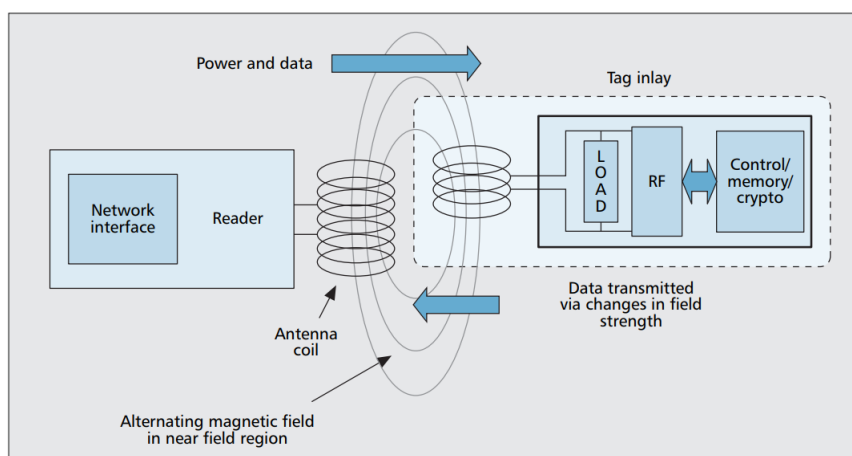 Power and data
Tag inlay
Network
interface
Reader
L
O
A
D
RF
Control/
memory/
crypto
Antenna
coil
Data transmitted
via changes in field
strength
Alternating magnetic field
in near field region